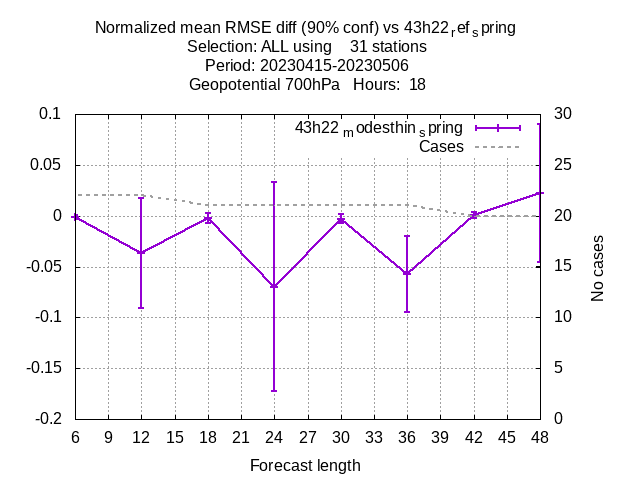 Normalized mean RMSE diff (90% conf) vs 43h22refspring
Selection: ALL using 31 stations
Period: 20230415-20230506
Geopotential 700hPa Hours: 18
43h22modesthinspring
Cases
0.1
0.05
0
-0.05
-0.1
-0.15
-0.2
30
25
20
15
10
5
0
No cases
6 9 12 15 18 21 24 27 30 33 36 39 42 45 48
Forecast length